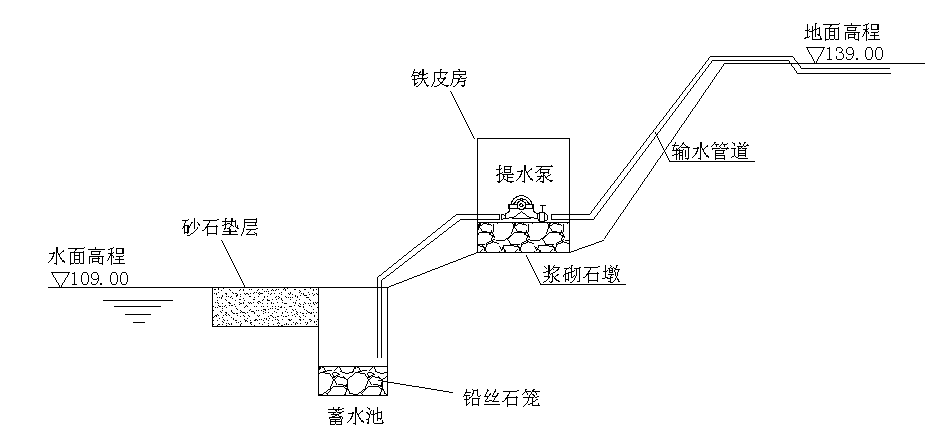 地面高程
139.00
铁皮房
输水管道
提水泵
砂石垫层
水面高程
109.00
浆砌石墩
铅丝石笼
蓄水池